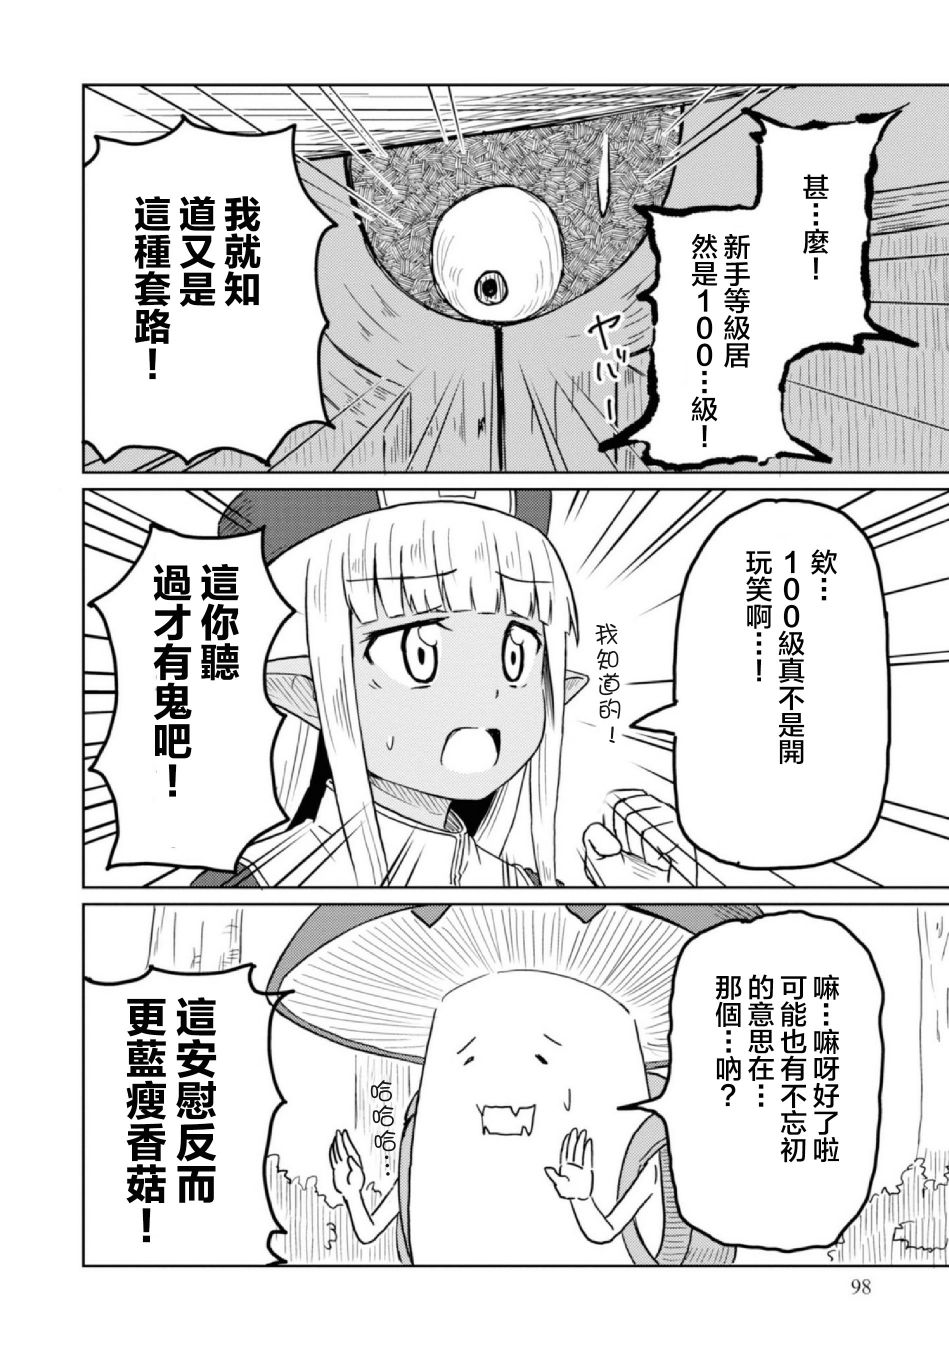 甚…麼！
新手等級居
然是100…級！
ヤバ！
我就知
道又是
這種套路！
欸…
100級真不是開
玩笑啊…！
我知道的！
這你聽
過才有鬼吧！
嘛…嘛呀好了啦
可能也有不忘初
的意思在…
那個…吶？
哈哈哈…
這安慰反而
更藍瘦香菇！
98